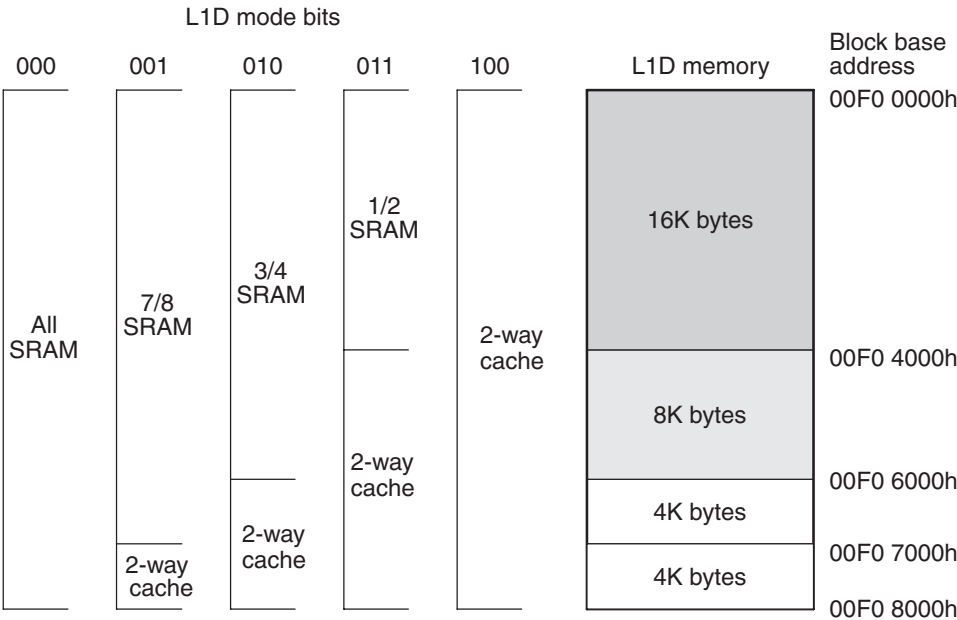 L1D mode bits
000 001 010 011 100 L1D memory Block base
address
00F0 0000h
All
SRAM
7/8
SRAM
2-way
cache
3/4
SRAM
2-way
cache
1/2
SRAM
2-way
cache
2-way
cache
16K bytes
00F0 4000h
8K bytes
00F0 6000h
4K bytes
00F0 7000h
4K bytes
00F0 8000h